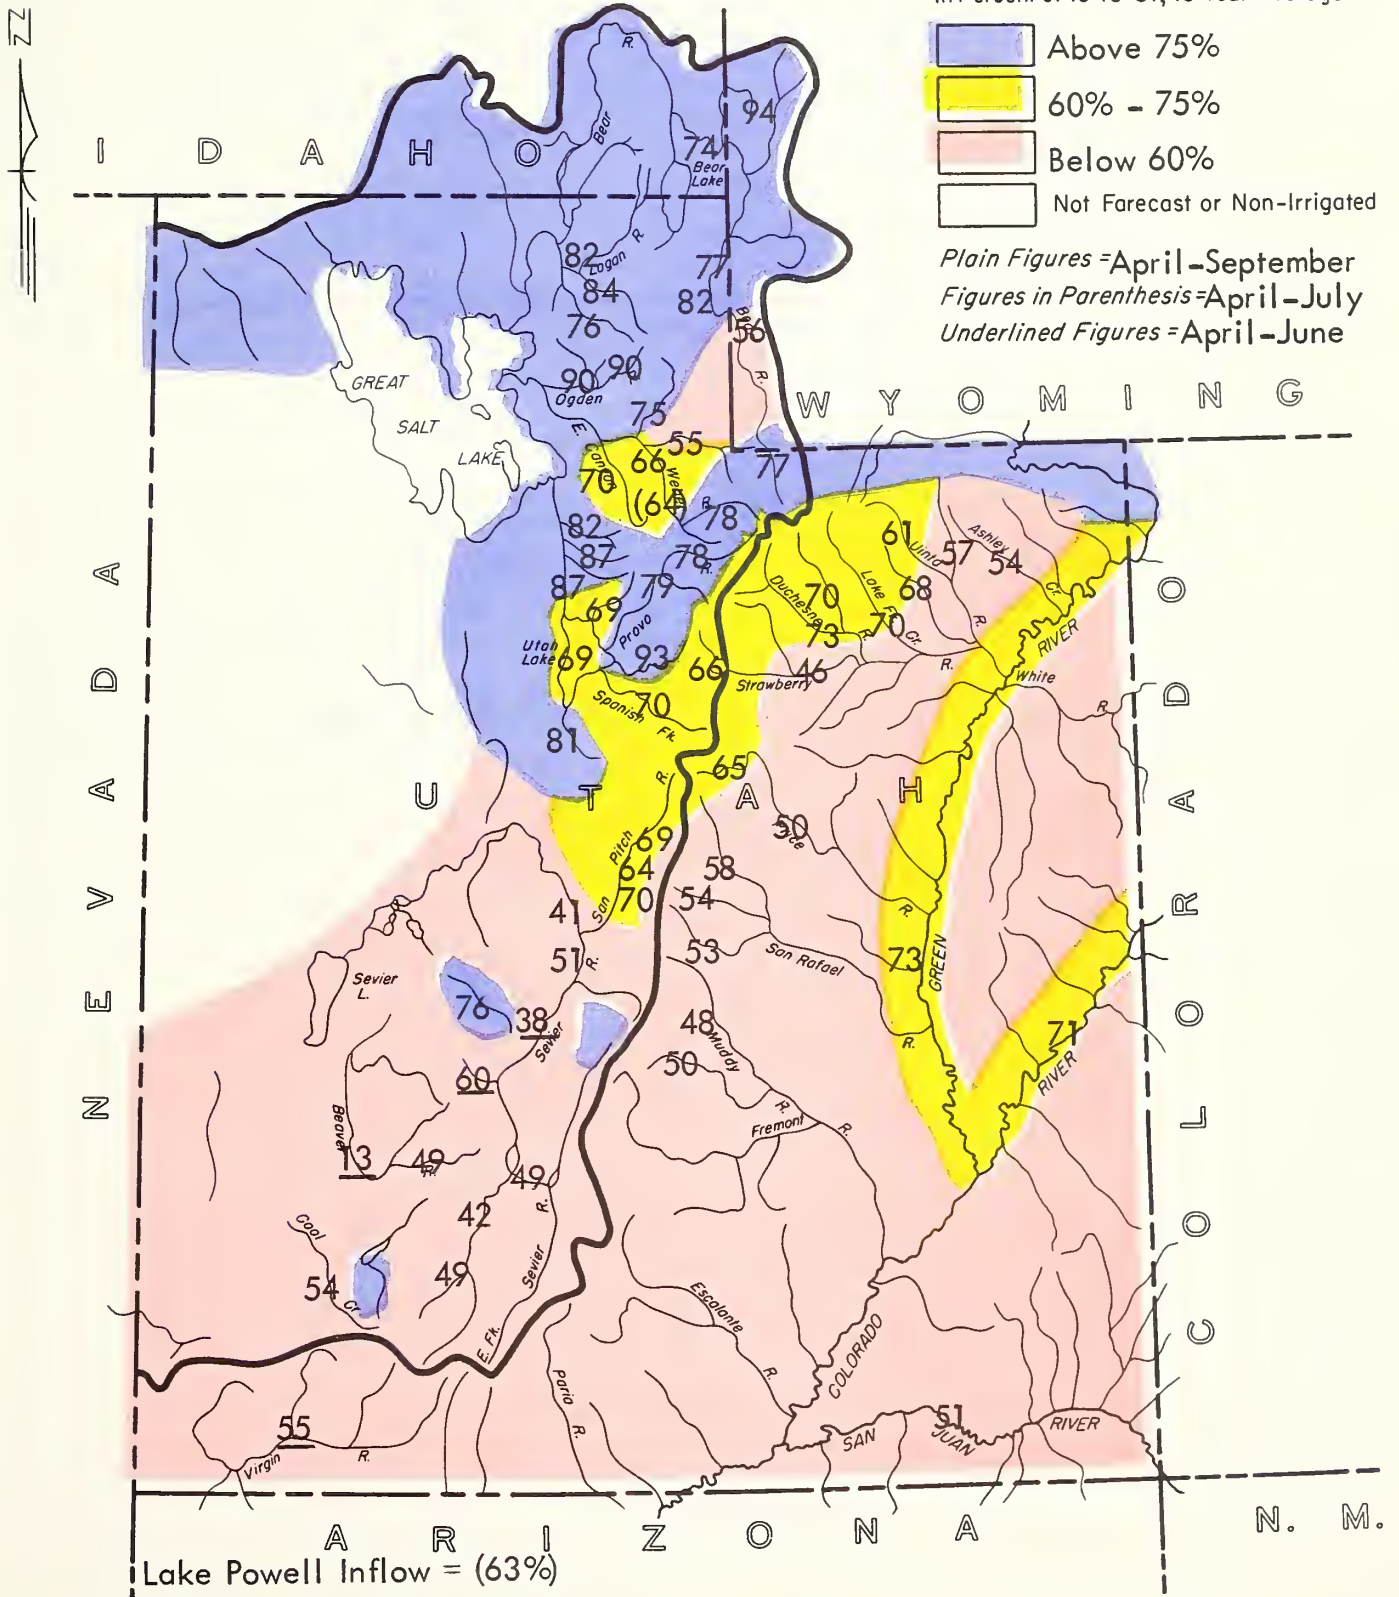 Above 75%
60% - 75%
Below 60%
Not Farecast or Non-Irrigated
Plain Figures = April-September
Figures in Parenthesis = April-July
Underlined Figures = April-June
I D A H O
R.
Bear
94
74
Bear
Lake
82
Logan
R.
84
77
82
76
Bear
56
R.
90
90
Ogden
GREAT
SALT
LAKE
75
E.
W Y O M I N G
55
66
70
Weber
(64)
R.
77
78
82
87
78
R.
79
87
69
Provo
Utah
Lake
69
93
66
Spanish
70
Fk.
61
Uinta
57
Ashley
54
Cr.
68
Duchesne
70
Lake Fk.
73
R.
70
Cr.
R.
R.
46
Strawberry
RIVER
White
R.
N E V A D A
C O L O R A D O
U T A H
81
65
R.
50
Pitch
69
64
70
San
58
54
53
San Rafael
R.
73
GREEN
R.
41
51
R.
Sevier
L.
76
38
Sevier
60
48
Muddy
50
R.
Fremont
R.
71
RIVER
Beaver
13
49
R.
49
R.
42
Coal
54
Cr.
49
Sevier
E. Fk.
Escalante
R.
COLORADO
Paria
R.
55
Virgin
R.
51
SAN
JUAN
RIVER
A R I Z O N A
N. M.
Lake Powell Inflow = (63%)